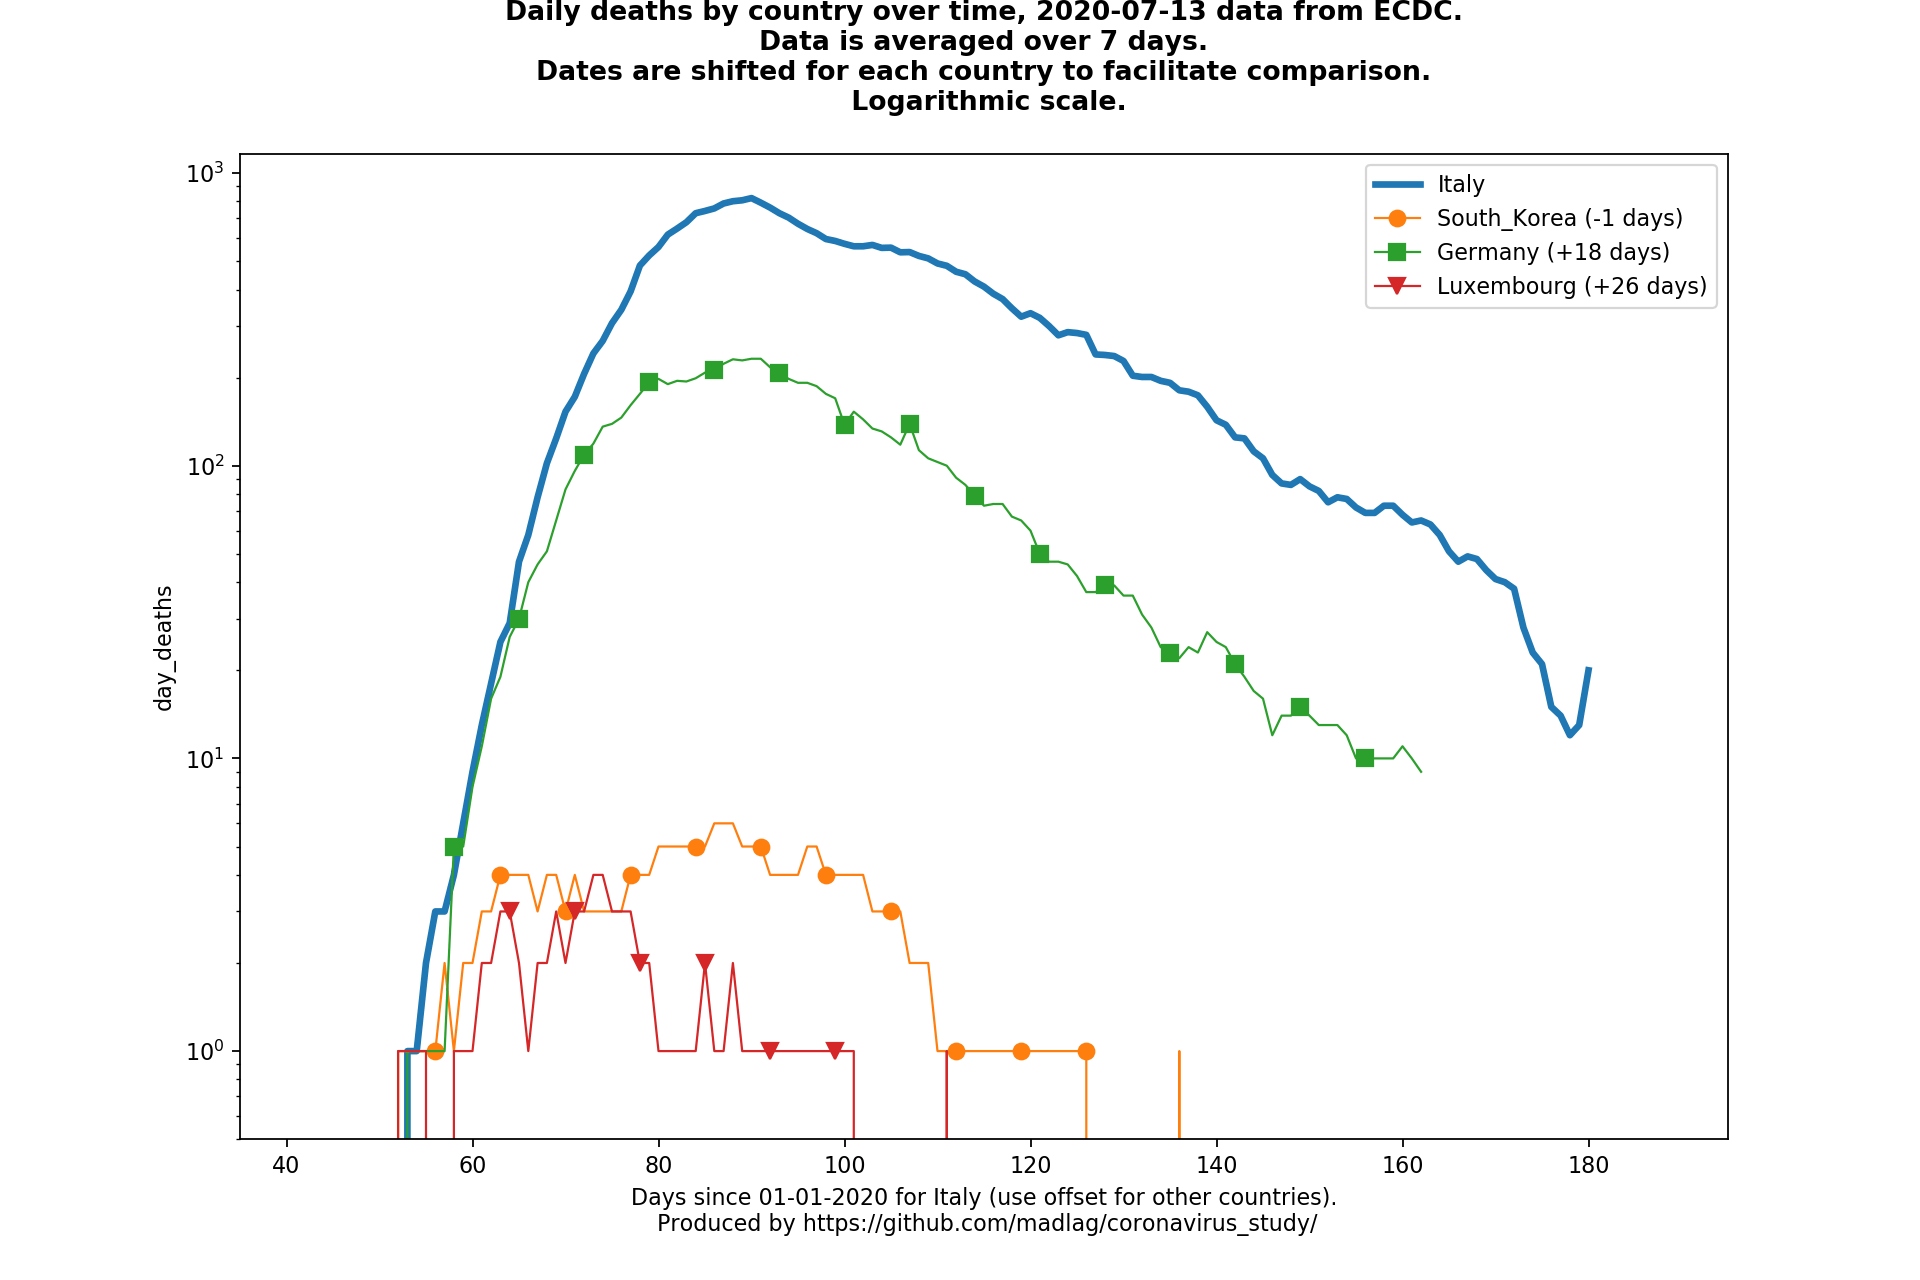 Daily deaths by country over time, 2020-07-13 data from ECDC.
Data is averaged over 7 days.
Dates are shifted for each country to facilitate comparison.
Logarithmic scale.
Italy
South_Korea (-1 days)
Germany (+18 days)
Luxembourg (+26 days)
day_deaths
10³
10²
10¹
10⁰
40 60 80 100 120 140 160 180
Days since 01-01-2020 for Italy (use offset for other countries).
Produced by https://github.com/madlag/coronavirus_study/